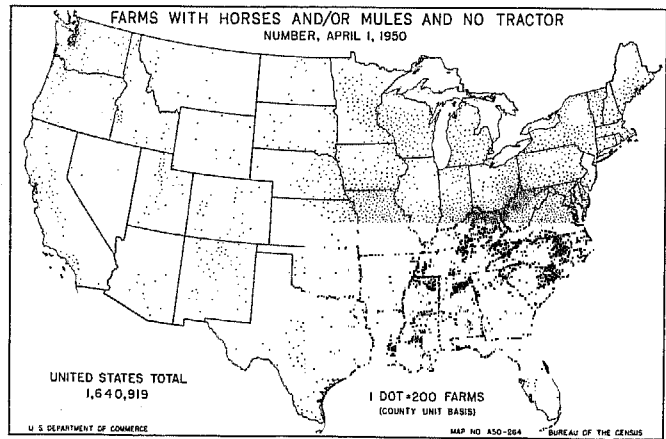 FARMS WITH HORSES AND/OR MULES AND NO TRACTOR
NUMBER, APRIL 1, 1950
UNITED STATES TOTAL
1,640,919
1 DOT=200 FARMS
(COUNTY UNIT BASIS)
U S DEPARTMENT OF COMMERCE
MAP NO A50-264
BUREAU OF THE CENSUS